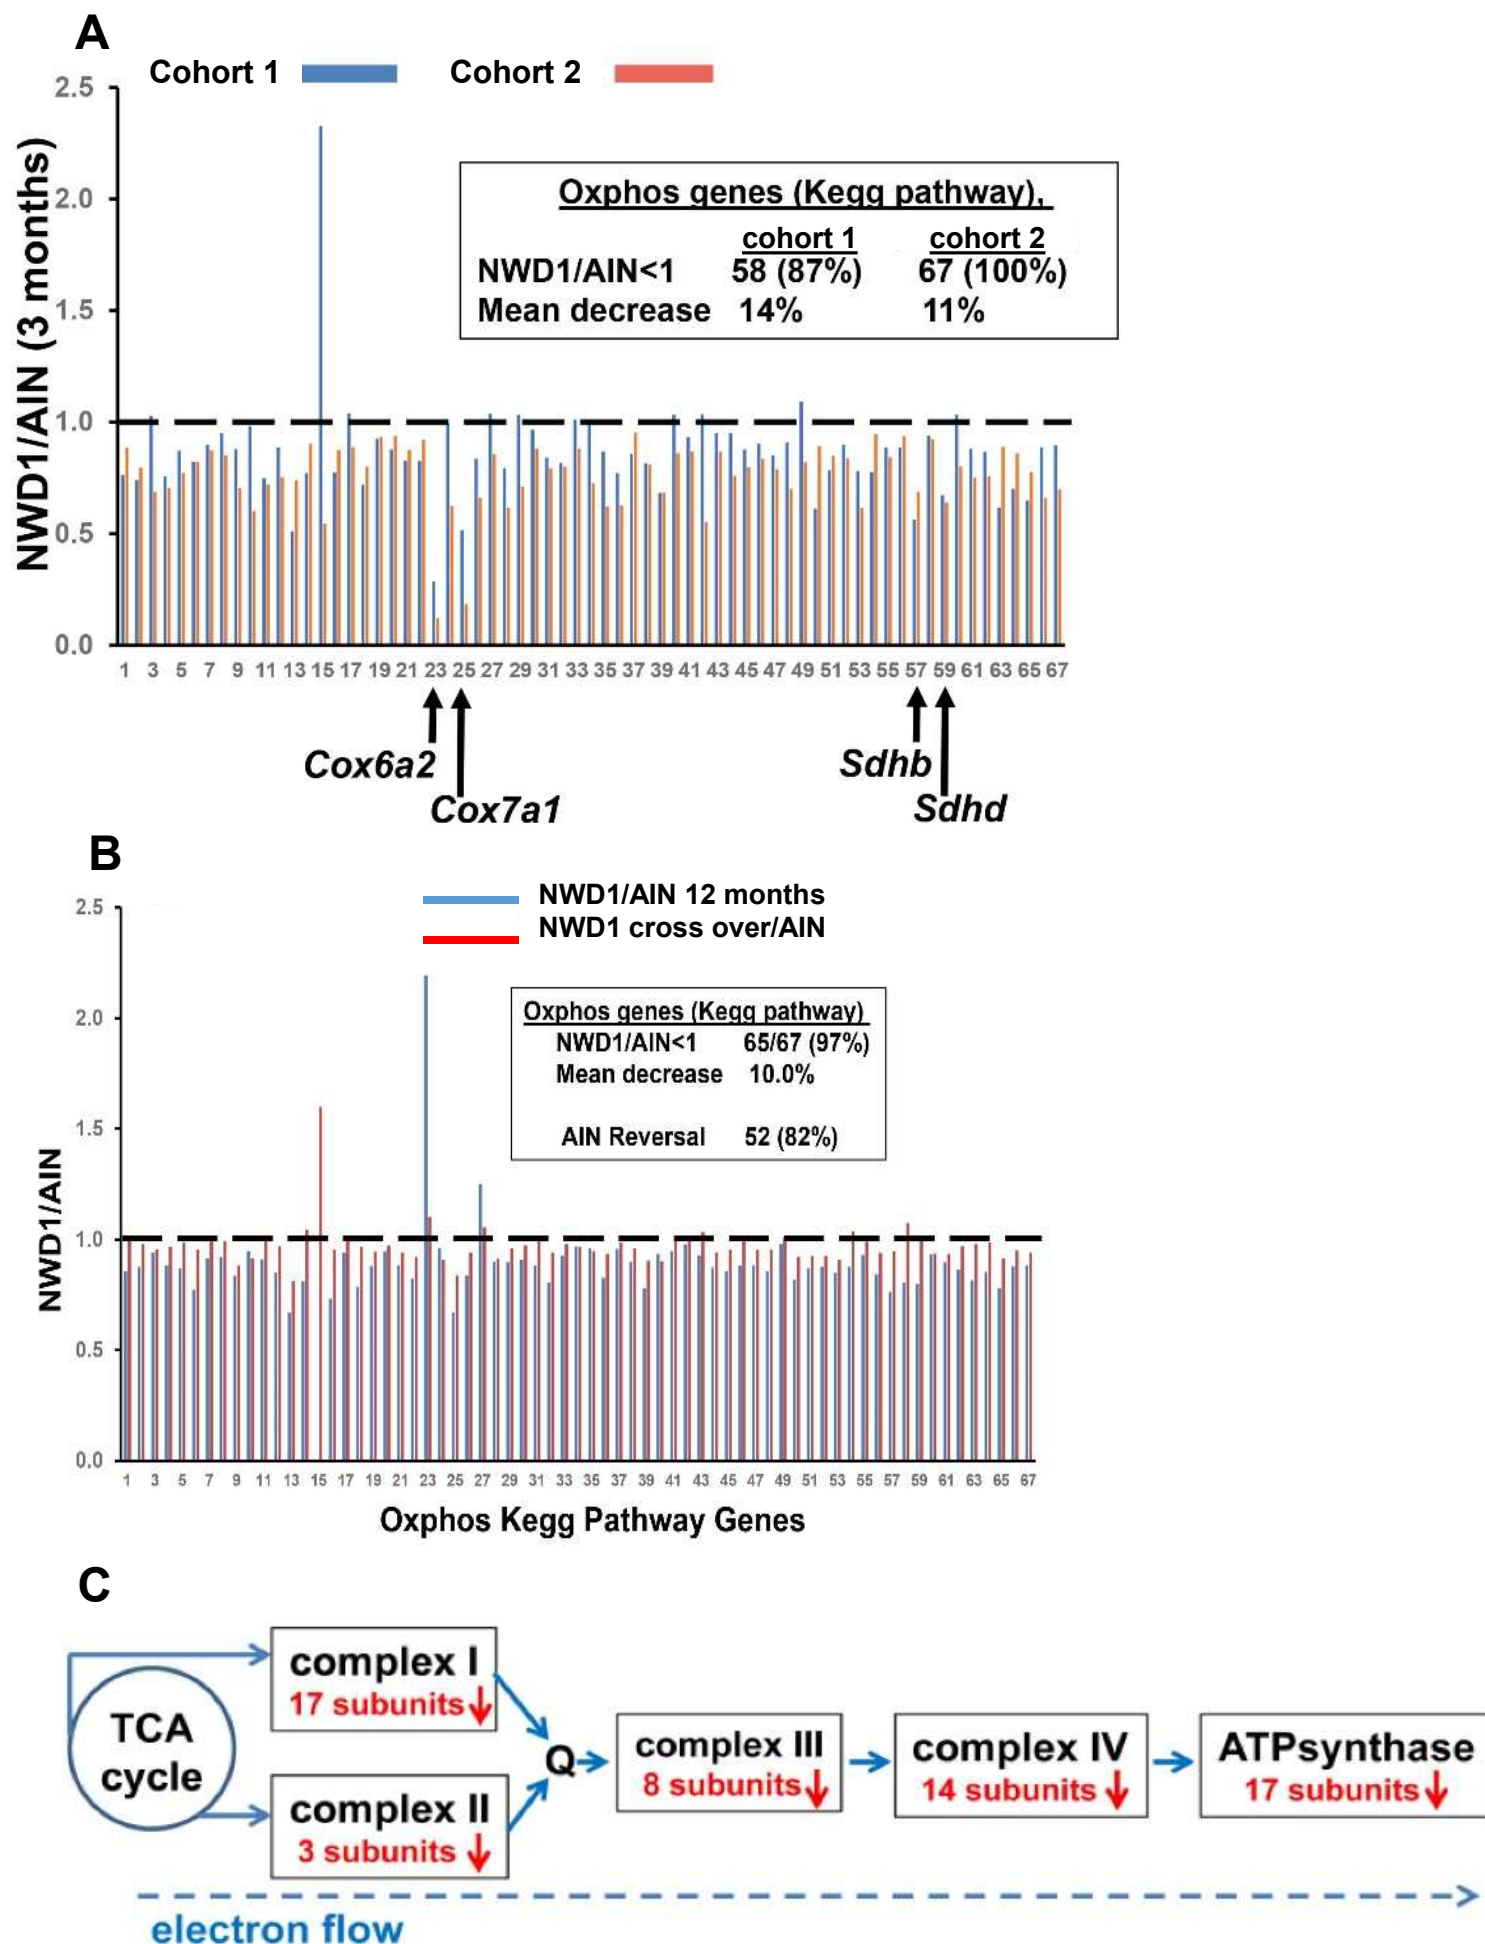 A
Cohort 1 Cohort 2
NWD1/AIN (3 months)
2.5
2.0
1.5
1.0
0.5
0.0
Oxphos genes (Kegg pathway),
cohort 1 cohort 2
NWD1/AIN<1 58 (87%) 67 (100%)
Mean decrease 14% 11%
1 3 5 7 9 11 13 15 17 19 21 23 25 27 29 31 33 35 37 39 41 43 45 47 49 51 53 55 57 59 61 63 65 67
Cox6a2 Sdhb
Cox7a1 Sdhd
B
NWD1/AIN 12 months
NWD1 cross over/AIN
NWD1/AIN
2.5
2.0
1.5
1.0
0.5
0.0
Oxphos genes (Kegg pathway)
NWD1/AIN<1 65/67 (97%)
Mean decrease 10.0%
AIN Reversal 52 (82%)
1 3 5 7 9 11 13 15 17 19 21 23 25 27 29 31 33 35 37 39 41 43 45 47 49 51 53 55 57 59 61 63 65 67
Oxphos Kegg Pathway Genes
C
TCA
cycle
complex I
17 subunits
complex II
3 subunits
Q
complex III
8 subunits
complex IV
14 subunits
ATPsynthase
17 subunits
electron flow